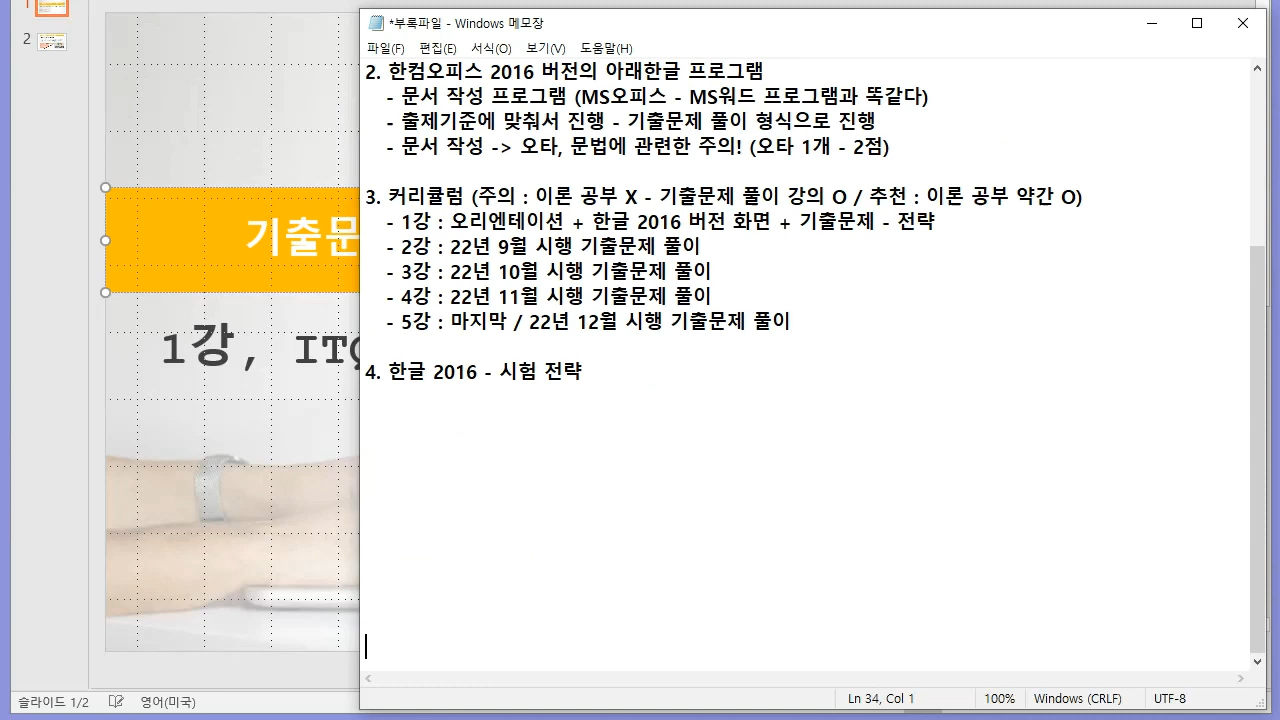 1
2
기출문
1강, ITQ
*부록파일 - Windows 메모장
파일(F) 편집(E) 서식(O) 보기(V) 도움말(H)
2. 한컴오피스 2016 버전의 아래한글 프로그램
- 문서 작성 프로그램 (MS오피스 - MS워드 프로그램과 똑같다)
- 출제기준에 맞춰서 진행 - 기출문제 풀이 형식으로 진행
- 문서 작성 -> 오타, 문법에 관련한 주의! (오타 1개 - 2점)
3. 커리큘럼 (주의 : 이론 공부 X - 기출문제 풀이 강의 O / 추천 : 이론 공부 약간 O)
- 1강 : 오리엔테이션 + 한글 2016 버전 화면 + 기출문제 - 전략
- 2강 : 22년 9월 시행 기출문제 풀이
- 3강 : 22년 10월 시행 기출문제 풀이
- 4강 : 22년 11월 시행 기출문제 풀이
- 5강 : 마지막 / 22년 12월 시행 기출문제 풀이
4. 한글 2016 - 시험 전략
Ln 34, Col 1 100% Windows (CRLF) UTF-8
슬라이드 1/2 영어(미국)